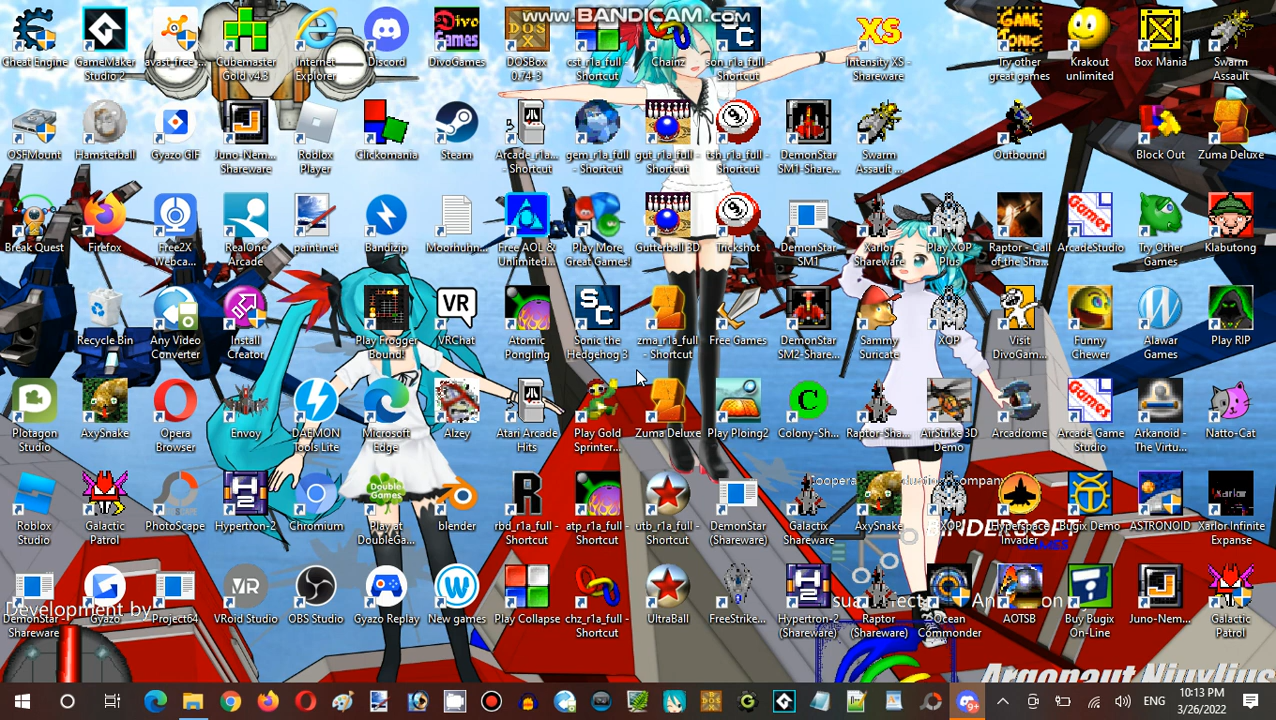 www.BANDICAM.com
Cheat Engine
GameMaker
Studio 2
avast_free_...
Cubemaster
Gold v4.3
Internet
Explorer
Discord
DivoGames
DOSBox
0.74-3
cst_r1a_full -
Shortcut
Chainz
son_r1a_full -
Shortcut
Intensity XS -
Shareware
Try other
great games
Krakout
unlimited
Box Mania
Swarm
Assault
OSFMount
Hamsterball
Gyazo GIF
Juno-Nem...
Shareware
Roblox
Player
Clickomania
Steam
Arcade_r1a...
- Shortcut
gem_r1a_full
- Shortcut
gut_r1a_full -
Shortcut
tsh_r1a_full -
Shortcut
DemonStar
SM1-Share...
Swarm
Assault ...
Outbound
Block Out
Zuma Deluxe
Break Quest
Firefox
Free2X
Webca...
RealOne
Arcade
paint.net
Bandizip
Moorhuhn...
Free AOL &
Unlimited...
Play More
Great Games!
Gutterball 3D
Trickshot
DemonStar
SM1
Xarlor
Shareware
Play XOP
Plus
Raptor - Call
of the Sha...
ArcadeStudio
Try Other
Games
Klabutong
Recycle Bin
Any Video
Converter
Install
Creator
Play Frogger
Bound!
VRChat
Atomic
Pongling
Sonic the
Hedgehog 3
zma_r1a_full
- Shortcut
Free Games
DemonStar
SM2-Share...
Sammy
Suricate
XOP
Visit
DivoGam...
Funny
Chewer
Alawar
Games
Play RIP
Plotagon
Studio
AxySnake
Opera
Browser
Envoy
DAEMON
Tools Lite
Microsoft
Edge
Alzey
Atari Arcade
Hits
Play Gold
Sprinter...
Zuma Deluxe
Play Ploing2
Colony-Sh...
Raptor-Sha...
AirStrike 3D
Demo
Arcadrome
Arcade Game
Studio
Arkanoid -
The Virtu...
Natto-Cat
Roblox
Studio
Galactic
Patrol
PhotoScape
Hypertron-2
Chromium
Play at
DoubleGa...
blender
rbd_r1a_full -
Shortcut
atp_r1a_full -
Shortcut
utb_r1a_full -
Shortcut
DemonStar
(Shareware)
Galactix
Shareware
AxySnake
XOP
Hyperspace
Invader
Bugix Demo
ASTRONOID
Xarlor Infinite
Expanse
DemonStar
Shareware
Gyazo
Project64
VRoid Studio
OBS Studio
Gyazo Replay
New games
Play Collapse
chz_r1a_full -
Shortcut
UltraBall
FreeStrike...
Hypertron-2
(Shareware)
Raptor
(Shareware)
Ocean
Commonder
AOTSB
Buy Bugix
On-Line
Juno-Nem...
Galactic
Patrol
Development by
GAMES
Argonaut
ENG
10:13 PM
3/26/2022